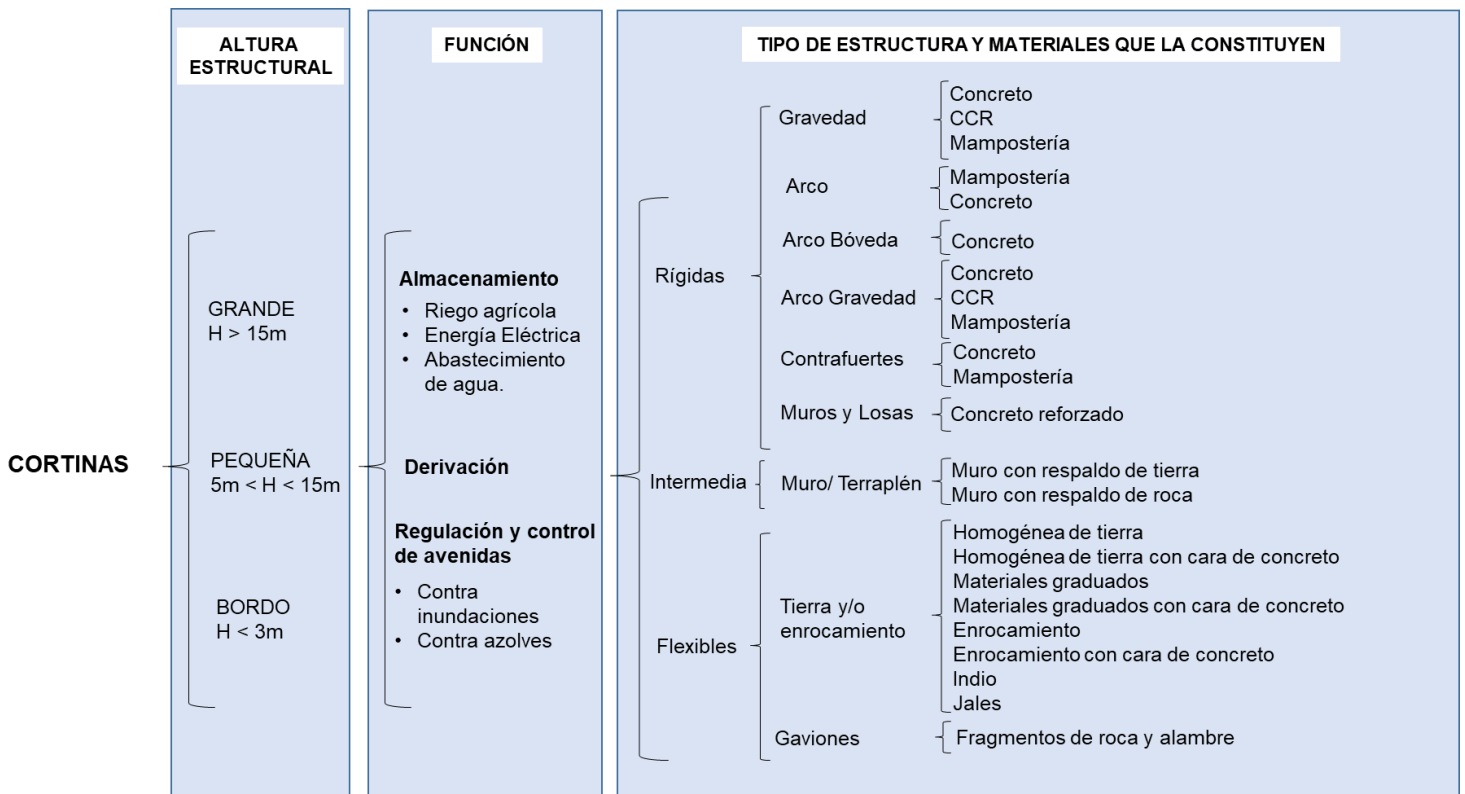 ALTURA
ESTRUCTURAL
FUNCIÓN
TIPO DE ESTRUCTURA Y MATERIALES QUE LA CONSTITUYEN
CORTINAS
GRANDE
H > 15m
PEQUEÑA
5m < H < 15m
BORDO
H < 3m
Almacenamiento
• Riego agrícola
• Energía Eléctrica
• Abastecimiento
de agua.
Derivación
Regulación y control
de avenidas
• Contra
inundaciones
• Contra azolves
Rígidas
Gravedad
Concreto
CCR
Mampostería
Arco
Mampostería
Concreto
Arco Bóveda
Concreto
Arco Gravedad
Concreto
CCR
Mampostería
Contrafuertes
Concreto
Mampostería
Muros y Losas
Concreto reforzado
Intermedia
Muro/ Terraplén
Muro con respaldo de tierra
Muro con respaldo de roca
Flexibles
Tierra y/o
enrocamiento
Homogénea de tierra
Homogénea de tierra con cara de concreto
Materiales graduados
Materiales graduados con cara de concreto
Enrocamiento
Enrocamiento con cara de concreto
Indio
Jales
Gaviones
Fragmentos de roca y alambre